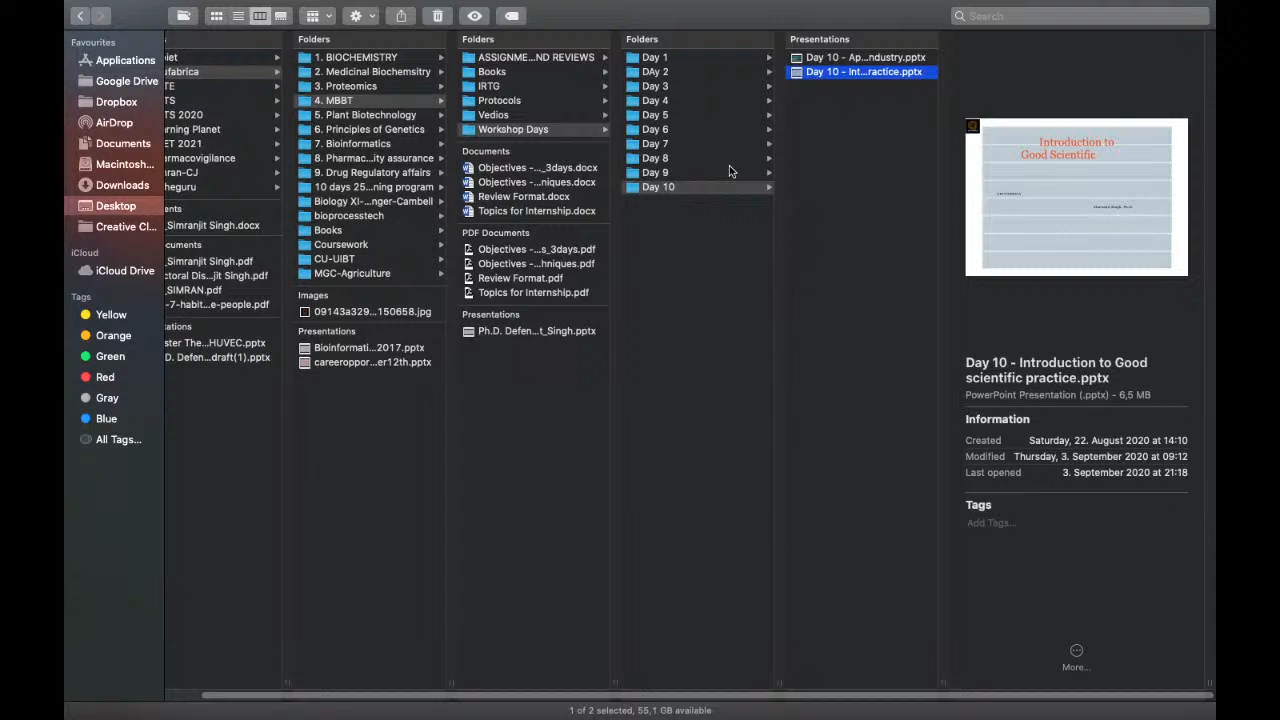 Search
Favourites
Applications
Google Drive
Dropbox
AirDrop
Documents
Macintosh...
Downloads
Desktop
Creative Cl...
iCloud
iCloud Drive
Tags
Yellow
Orange
Green
Red
Gray
Blue
All Tags...
ufabrica
TE
TS
TS 2020
rning Planet
ET 2021
armacovigilance
ran-CJ
heguru
_Simranjit Singh.docx
cuments
_Simranjit Singh.pdf
ctoral Dis...jit Singh.pdf
_SIMRAN.pdf
-7-habit...e-people.pdf
tations
ster The...HUVEC.pptx
D. Defen...draft(1).pptx
Folders
1. BIOCHEMISTRY
2. Medicinal Biochemsitry
3. Proteomics
4. MBBT
5. Plant Biotechnology
6. Principles of Genetics
7. Bioinformatics
8. Pharmac...ity assurance
9. Drug Regulatory affairs
10 days 25...ning program
Biology XI-...nger-Cambell
bioprocesstech
Books
Coursework
CU-UIBT
MGC-Agriculture
Images
09143a329...150658.jpg
Presentations
Bioinformati...2017.pptx
careeroppor...er12th.pptx
Folders
ASSIGNME...ND REVIEWS
Books
IRTG
Protocols
Vedios
Workshop Days
Documents
Objectives -..._3days.docx
Objectives -...niques.docx
Review Format.docx
Topics for Internship.docx
PDF Documents
Objectives -...s_3days.pdf
Objectives -...hniques.pdf
Review Format.pdf
Topics for Internship.pdf
Presentations
Ph.D. Defen...t_Singh.pptx
Folders
Day 1
DAy 2
Day 3
Day 4
Day 5
Day 6
Day 7
Day 8
Day 9
Day 10
Presentations
Day 10 - Ap...ndustry.pptx
Day 10 - Int...ractice.pptx
Introduction to
Good Scientific
Day 10 - Introduction to Good
scientific practice.pptx
PowerPoint Presentation (.pptx) - 6,5 MB
Information
Created Saturday, 22. August 2020 at 14:10
Modified Thursday, 3. September 2020 at 09:12
Last opened 3. September 2020 at 21:18
Tags
Add Tags...
More...
1 of 2 selected, 55,1 GB available